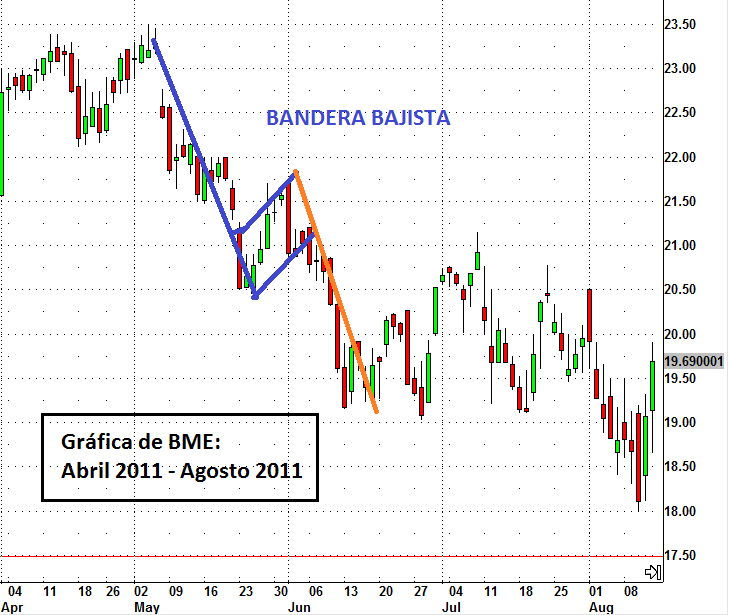 23.50
23.00
BANDERA BAJISTA
22.50
22.00
21.50
21.00
20.50
20.00
19.690001
19.50
19.00
Gráfica de BME:
Abril 2011 - Agosto 2011
18.50
18.00
17.50
04 11 18 26 02 09 16 23 30 06 13 20 27 04 11 18 25 01 08
Apr May Jun Jul Aug